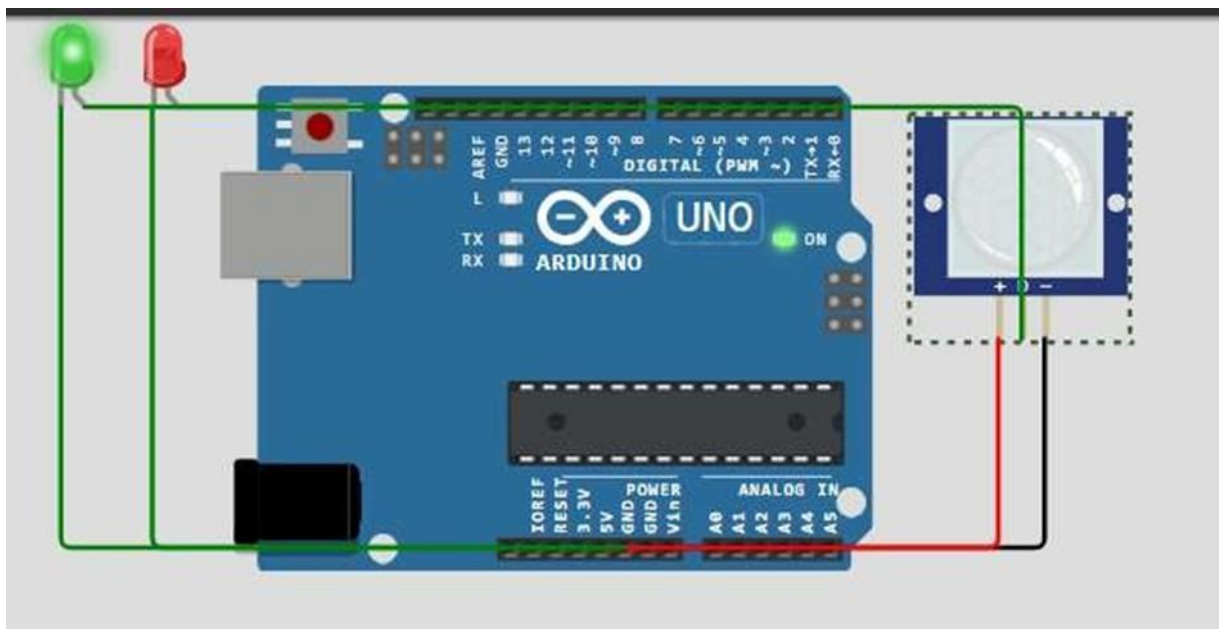 AREF
GND
13
12
~11
~10
~9
8
7
~6
~5
4
~3
2
TX→1
RX←0
DIGITAL (PWM ~)
L
TX
RX
UNO
ON
ARDUINO
+ D −
IOREF
RESET
3.3V
5V
GND
GND
Vin
POWER
ANALOG IN
A0
A1
A2
A3
A4
A5